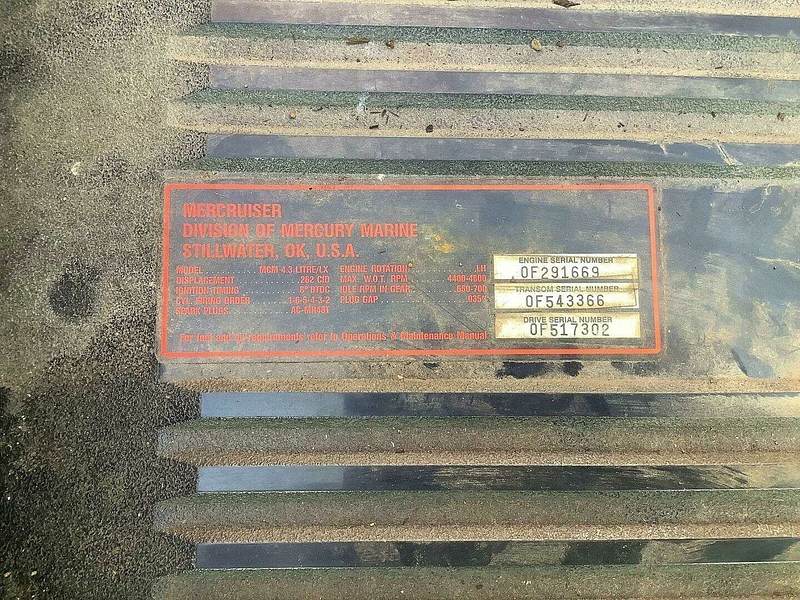 MERCRUISER
DIVISION OF MERCURY MARINE
STILLWATER, OK, U.S.A.
MODEL . . . . . . . . MCM 4.3 LITRE/LX
DISPLACEMENT . . . . . . . . 262 CID
IGNITION TIMING . . . . . . . . 8° BTDC
CYL. FIRING ORDER . . . . . 1-6-5-4-3-2
SPARK PLUGS . . . . . . . . AC-MR43T
ENGINE ROTATION . . . . . . . . LH
MAX. W.O.T. RPM . . . . . 4400-4800
IDLE RPM IN GEAR . . . . . 650-700
PLUG GAP . . . . . . . . .035"
For fuel and oil requirements refer to Operations & Maintenance Manual
ENGINE SERIAL NUMBER
0F291669
TRANSOM SERIAL NUMBER
0F543366
DRIVE SERIAL NUMBER
0F517302